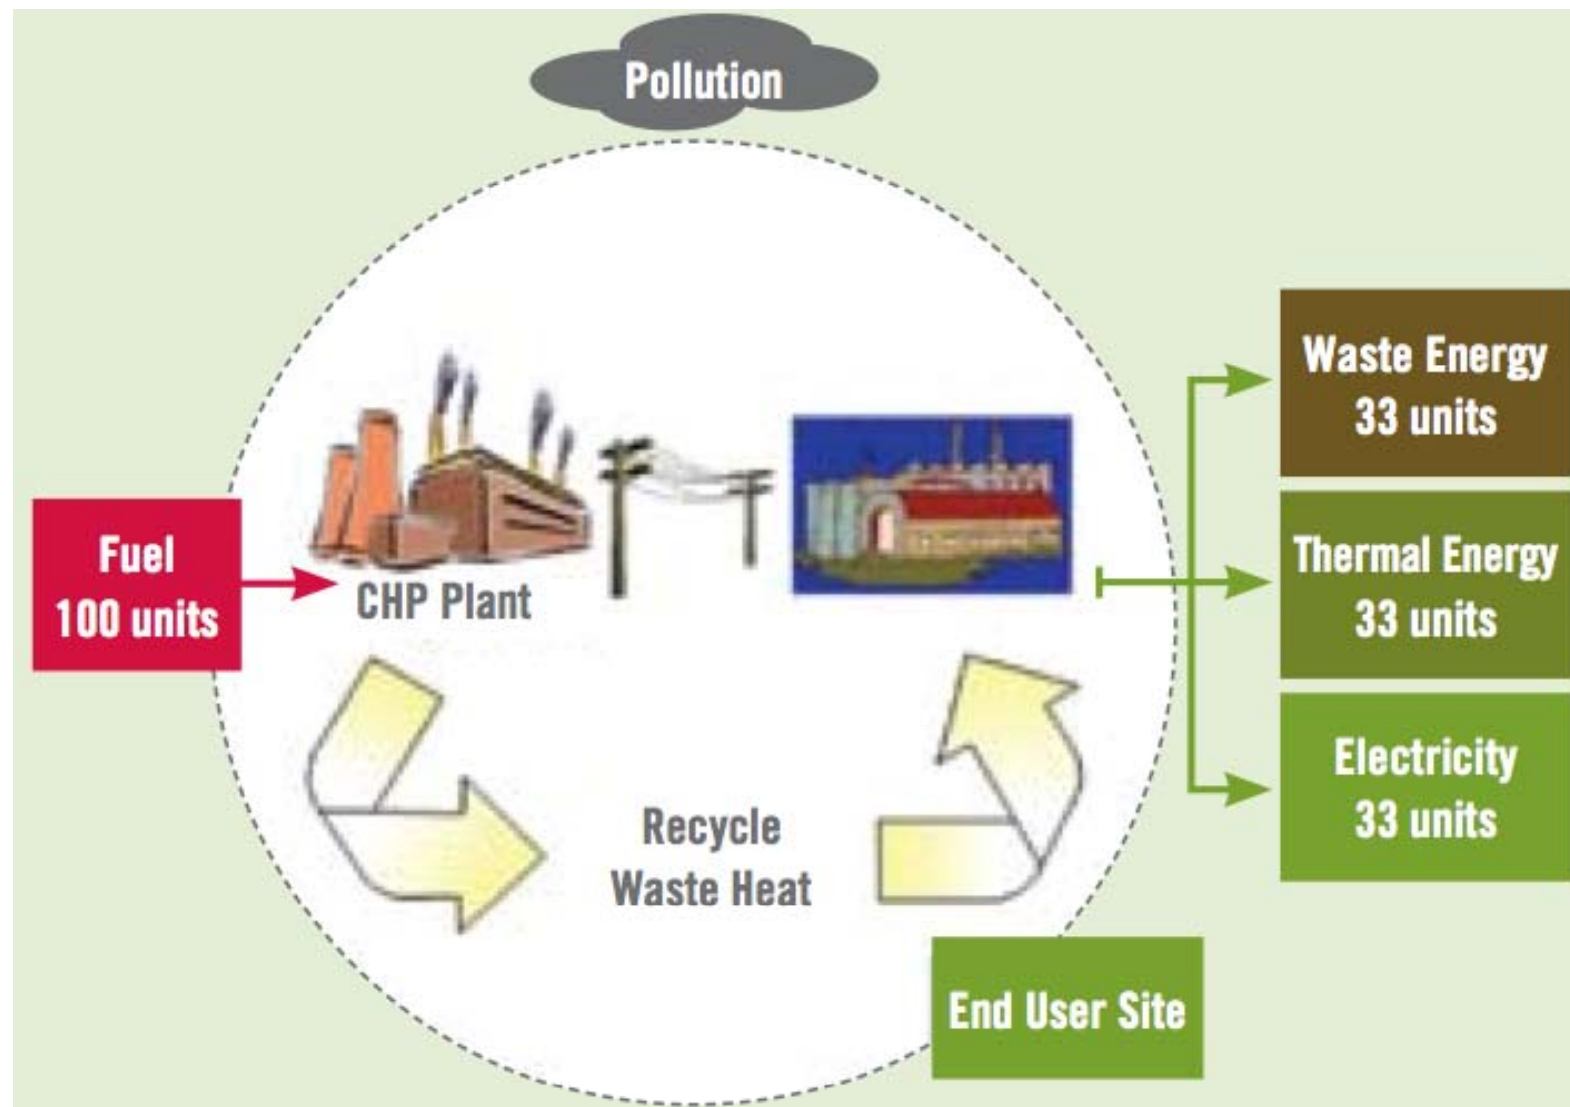 Pollution
Fuel
100 units
CHP Plant
Waste Energy
33 units
Thermal Energy
33 units
Electricity
33 units
Recycle
Waste Heat
End User Site